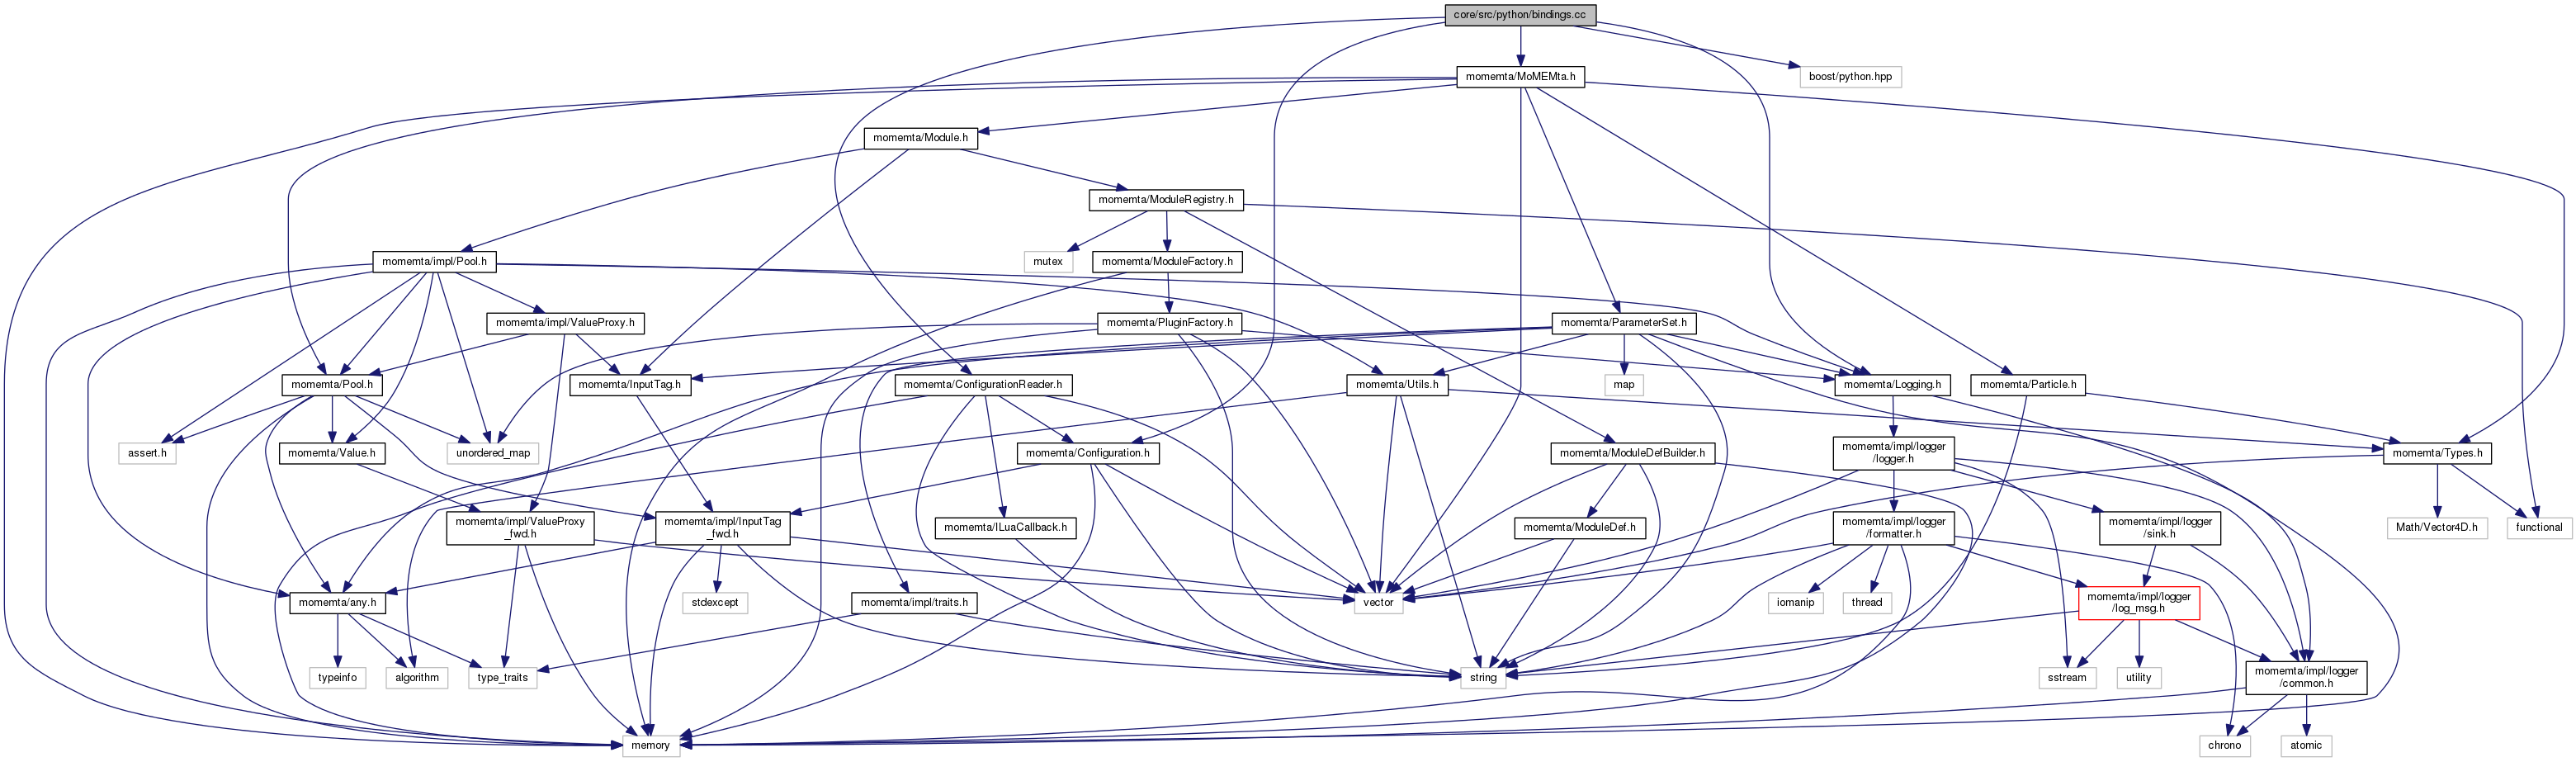 core/src/python/bindings.cc
momemta/MoMEMta.h
boost/python.hpp
momemta/Module.h
momemta/ModuleRegistry.h
momemta/impl/Pool.h
mutex
momemta/ModuleFactory.h
momemta/impl/ValueProxy.h
momemta/PluginFactory.h
momemta/ParameterSet.h
momemta/Pool.h
momemta/InputTag.h
momemta/ConfigurationReader.h
momemta/Utils.h
map
momemta/Logging.h
momemta/Particle.h
assert.h
momemta/Value.h
unordered_map
momemta/Configuration.h
momemta/ModuleDefBuilder.h
momemta/impl/logger
/logger.h
momemta/Types.h
momemta/impl/ValueProxy
_fwd.h
momemta/impl/InputTag
_fwd.h
momemta/ILuaCallback.h
momemta/ModuleDef.h
momemta/impl/logger
/formatter.h
momemta/impl/logger
/sink.h
Math/Vector4D.h
functional
momemta/any.h
stdexcept
momemta/impl/traits.h
vector
iomanip
thread
momemta/impl/logger
/log_msg.h
typeinfo
algorithm
type_traits
string
sstream
utility
momemta/impl/logger
/common.h
memory
chrono
atomic